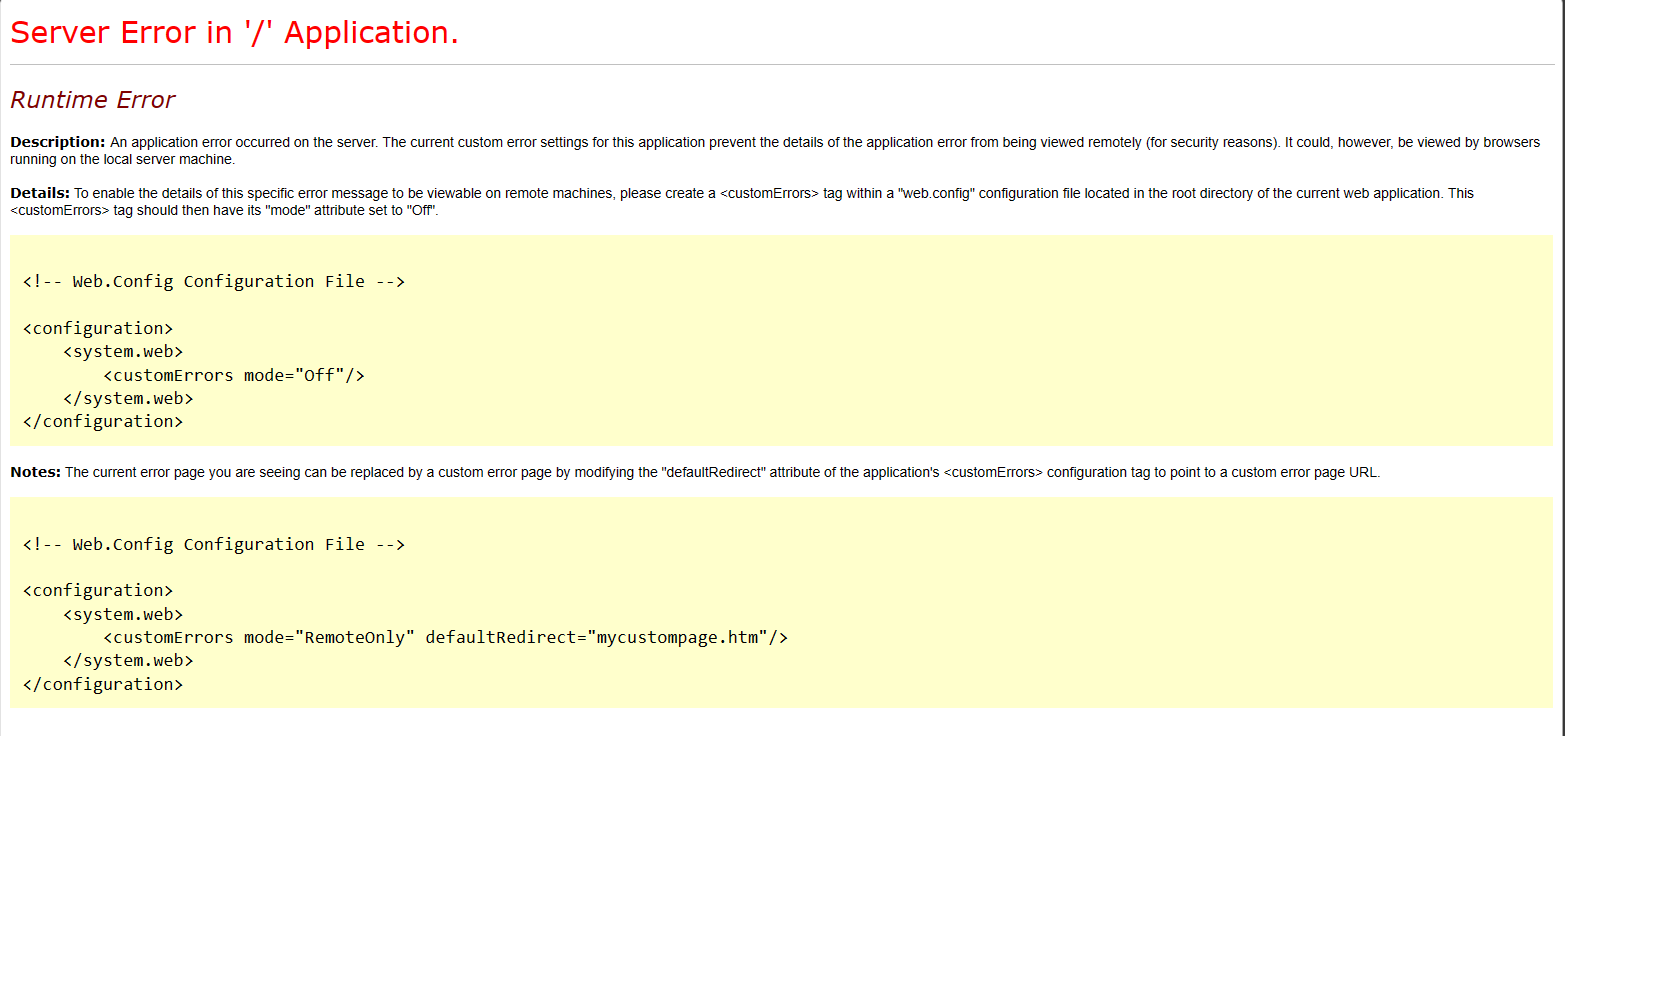 Server Error in '/' Application.
Runtime Error
Description: An application error occurred on the server. The current custom error settings for this application prevent the details of the application error from being viewed remotely (for security reasons). It could, however, be viewed by browsers
running on the local server machine.
Details: To enable the details of this specific error message to be viewable on remote machines, please create a <customErrors> tag within a "web.config" configuration file located in the root directory of the current web application. This
<customErrors> tag should then have its "mode" attribute set to "Off".
<!-- Web.Config Configuration File -->
<configuration>
    <system.web>
        <customErrors mode="Off"/>
    </system.web>
</configuration>
Notes: The current error page you are seeing can be replaced by a custom error page by modifying the "defaultRedirect" attribute of the application's <customErrors> configuration tag to point to a custom error page URL.
<!-- Web.Config Configuration File -->
<configuration>
    <system.web>
        <customErrors mode="RemoteOnly" defaultRedirect="mycustompage.htm"/>
    </system.web>
</configuration>